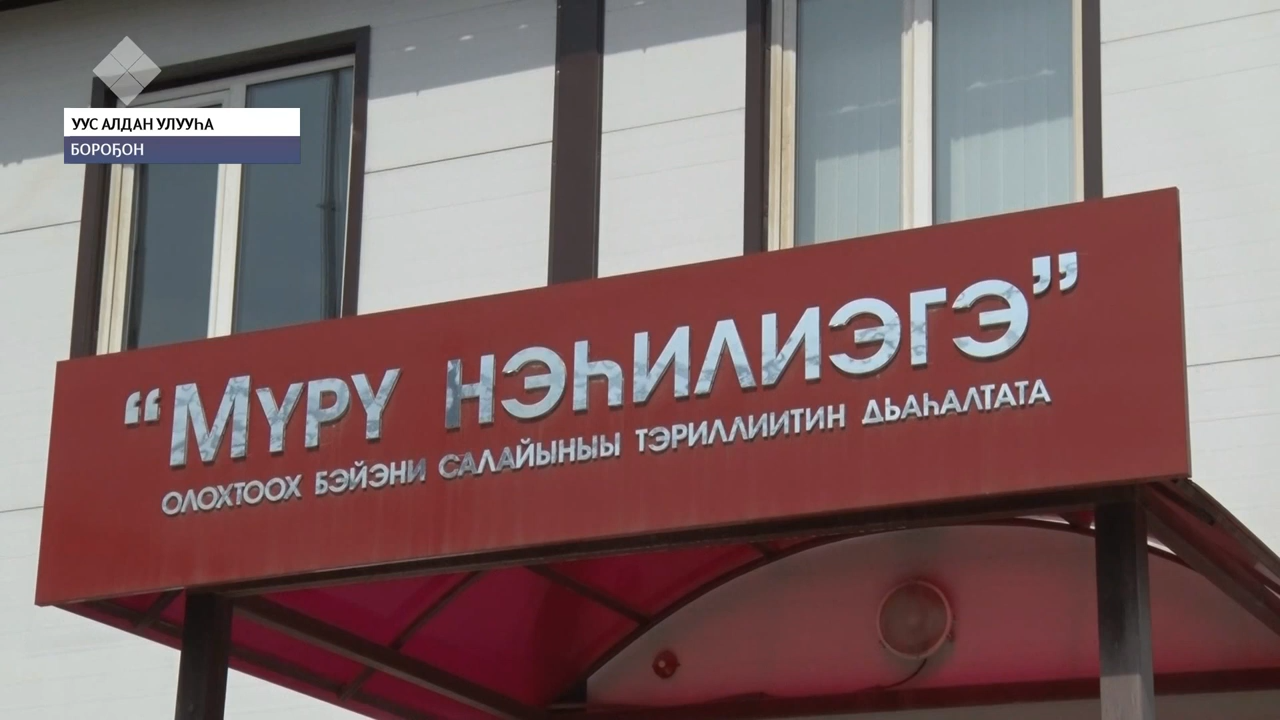 УУС АЛДАН УЛУУҺА
БОРОҔОН
“МҮРҮ НЭҺИЛИЭГЭ”
ОЛОХТООХ БЭЙЭНИ САЛАЙЫНЫЫ ТЭРИЛЛИИТИН ДЬАҺАЛТАТА